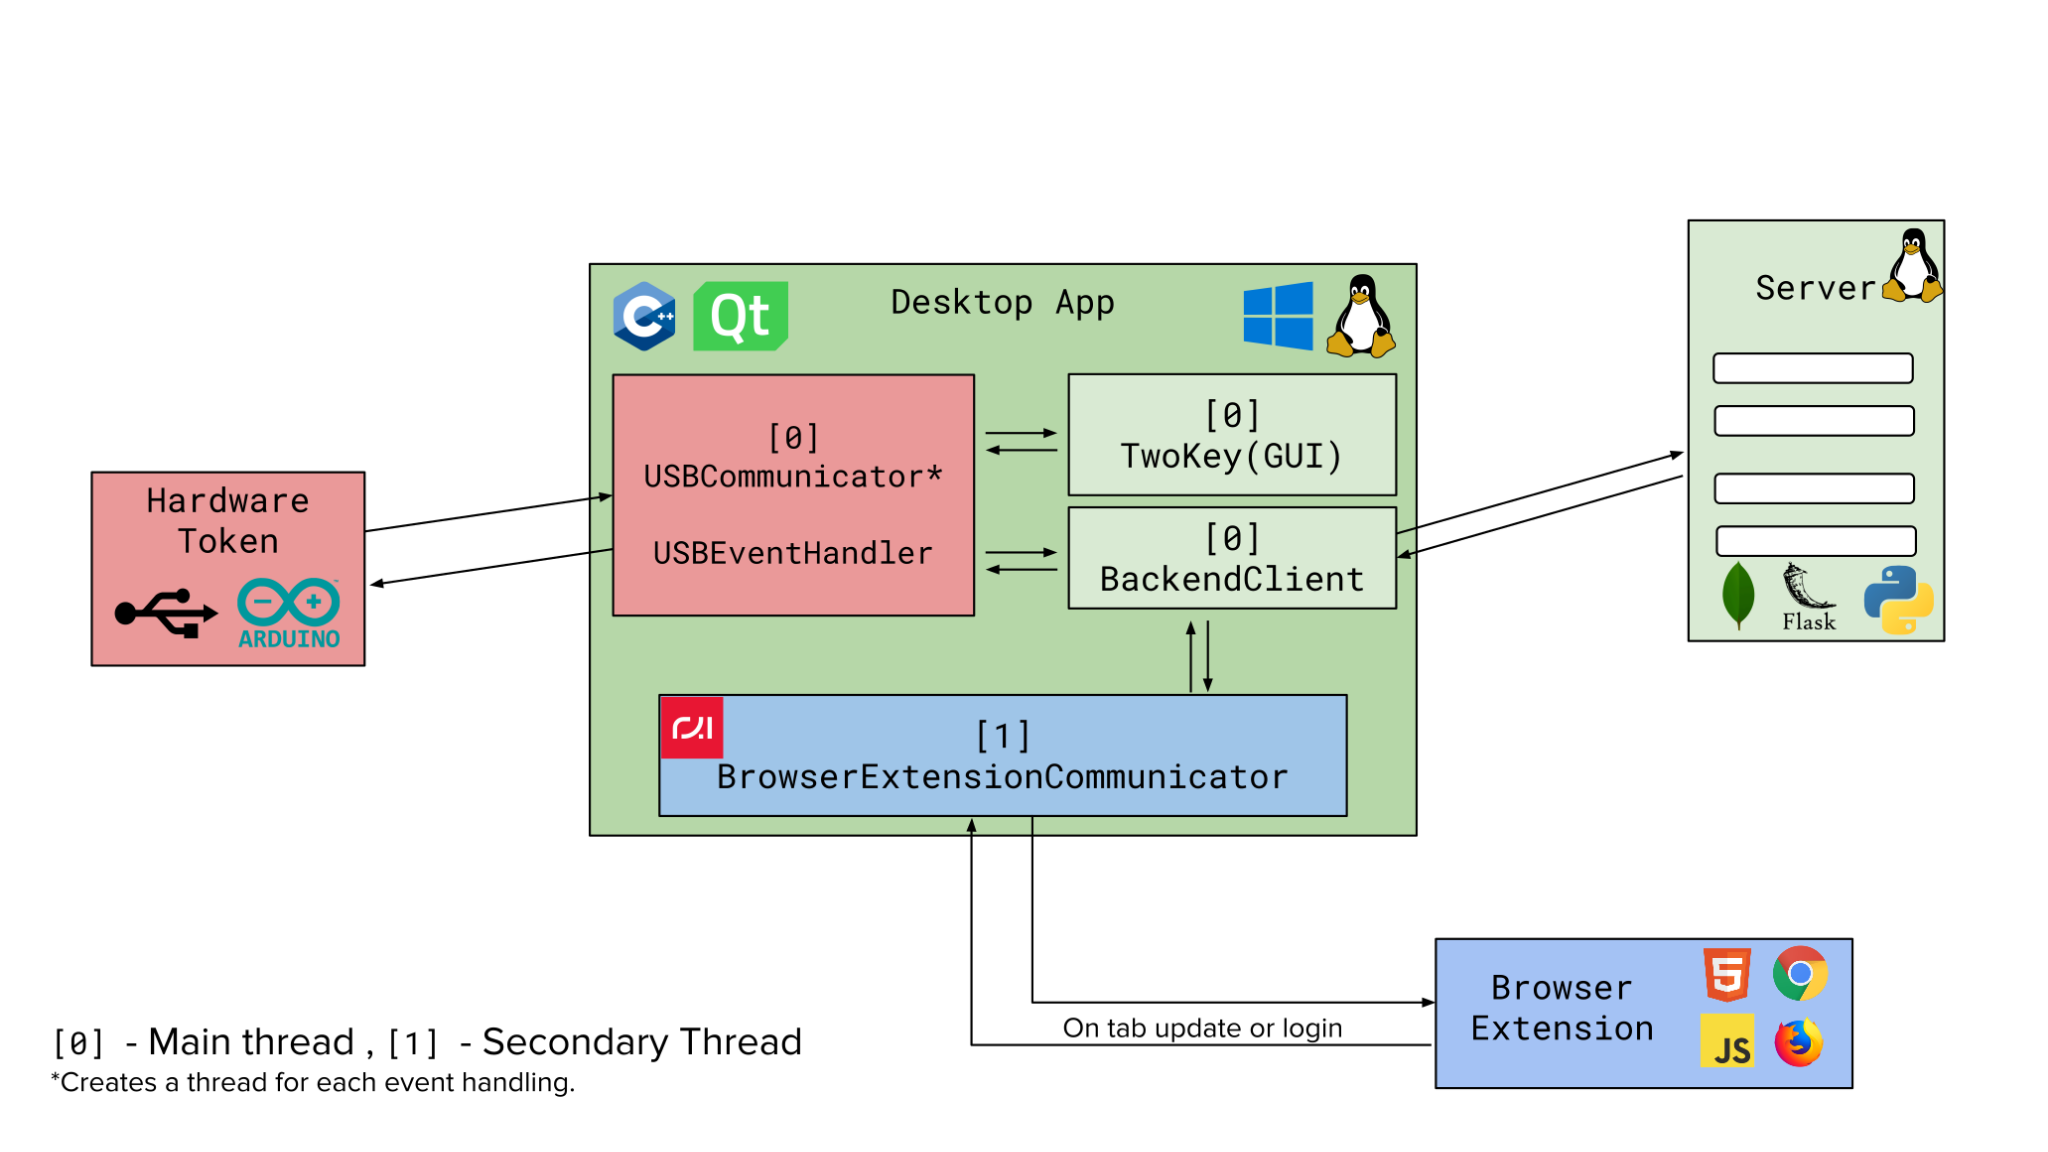 Desktop App
Qt
C++
Server
[0]
USBCommunicator*
USBEventHandler
[0]
TwoKey(GUI)
[0]
BackendClient
Hardware
Token
ARDUINO
Flask
[1]
BrowserExtensionCommunicator
Browser
Extension
5
JS
On tab update or login
[0] - Main thread , [1] - Secondary Thread
*Creates a thread for each event handling.